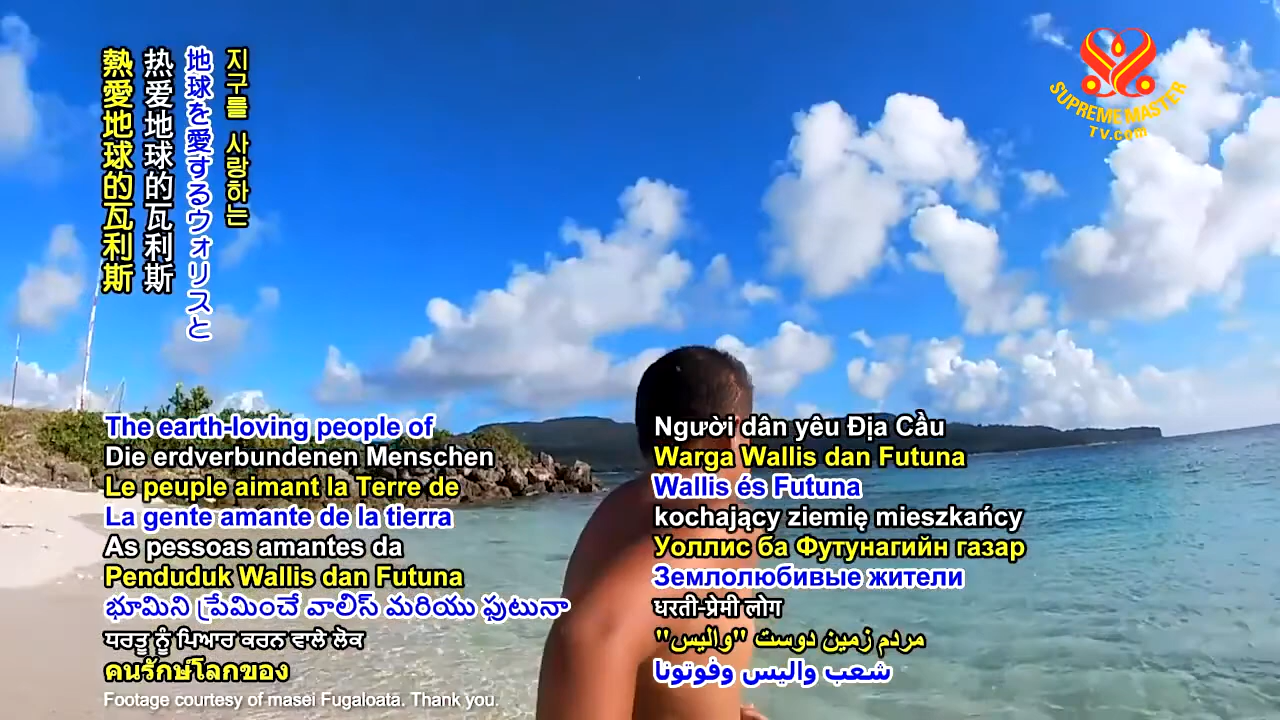 熱愛地球的瓦利斯
热爱地球的瓦利斯
地球を愛するウォリスと
지구를 사랑하는
SUPREME MASTER
TV.com
The earth-loving people of
Die erdverbundenen Menschen
Le peuple aimant la Terre de
La gente amante de la tierra
As pessoas amantes da
Penduduk Wallis dan Futuna
భూమిని ప్రేమించే వాలిస్ మరియు ఫుటునా
ਧਰਤੂ ਨੂੰ ਪਿਆਰ ਕਰਨ ਵਾਲੇ ਲੋਕ
คนรักษ์โลกของ
Người dân yêu Địa Cầu
Warga Wallis dan Futuna
Wallis és Futuna
kochający ziemię mieszkańcy
Уоллис ба Футунагийн газар
Землолюбивые жители
धरती-प्रेमी लोग
مردم زمین دوست "والیس"
شعب واليس وفوتونا
Footage courtesy of masei Fugaloata. Thank you.